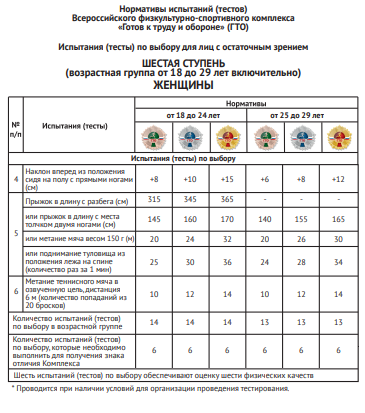 Нормативы испытаний (тестов)
Всероссийского физкультурно-спортивного комплекса
«Готов к труду и обороне» (ГТО)
Испытания (тесты) по выбору для лиц с остаточным зрением
ШЕСТАЯ СТУПЕНЬ
(возрастная группа от 18 до 29 лет включительно)
ЖЕНЩИНЫ
№ п/п Испытания (тесты) Нормативы
от 18 до 24 лет от 25 до 29 лет
Испытания (тесты) по выбору
4 Наклон вперед из положения
сидя на полу с прямыми ногами
(см) +8 +10 +15 +6 +8 +12
5 Прыжок в длину с разбега (см) 315 345 365 - - -
или прыжок в длину с места
толчком двумя ногами (см) 145 160 170 140 155 165
или метание мяча весом 150 г (м) 20 24 32 20 26 30
или поднимание туловища из
положения лежа на спине
(количество раз за 1 мин) 25 30 36 24 28 34
6 Метание теннисного мяча в
озвученную цель, дистанция
6 м (количество попаданий из
20 бросков) 10 12 14 10 12 14
Количество испытаний (тестов)
по выбору в возрастной группе 14 14 14 13 13 13
Количество испытаний (тестов)
по выбору, которые необходимо
выполнить для получения знака
отличия Комплекса 6 6 6 6 6 6
Шесть испытаний (тестов) по выбору обеспечивают оценку шести физических качеств
* Проводится при наличии условий для организации проведения тестирования.